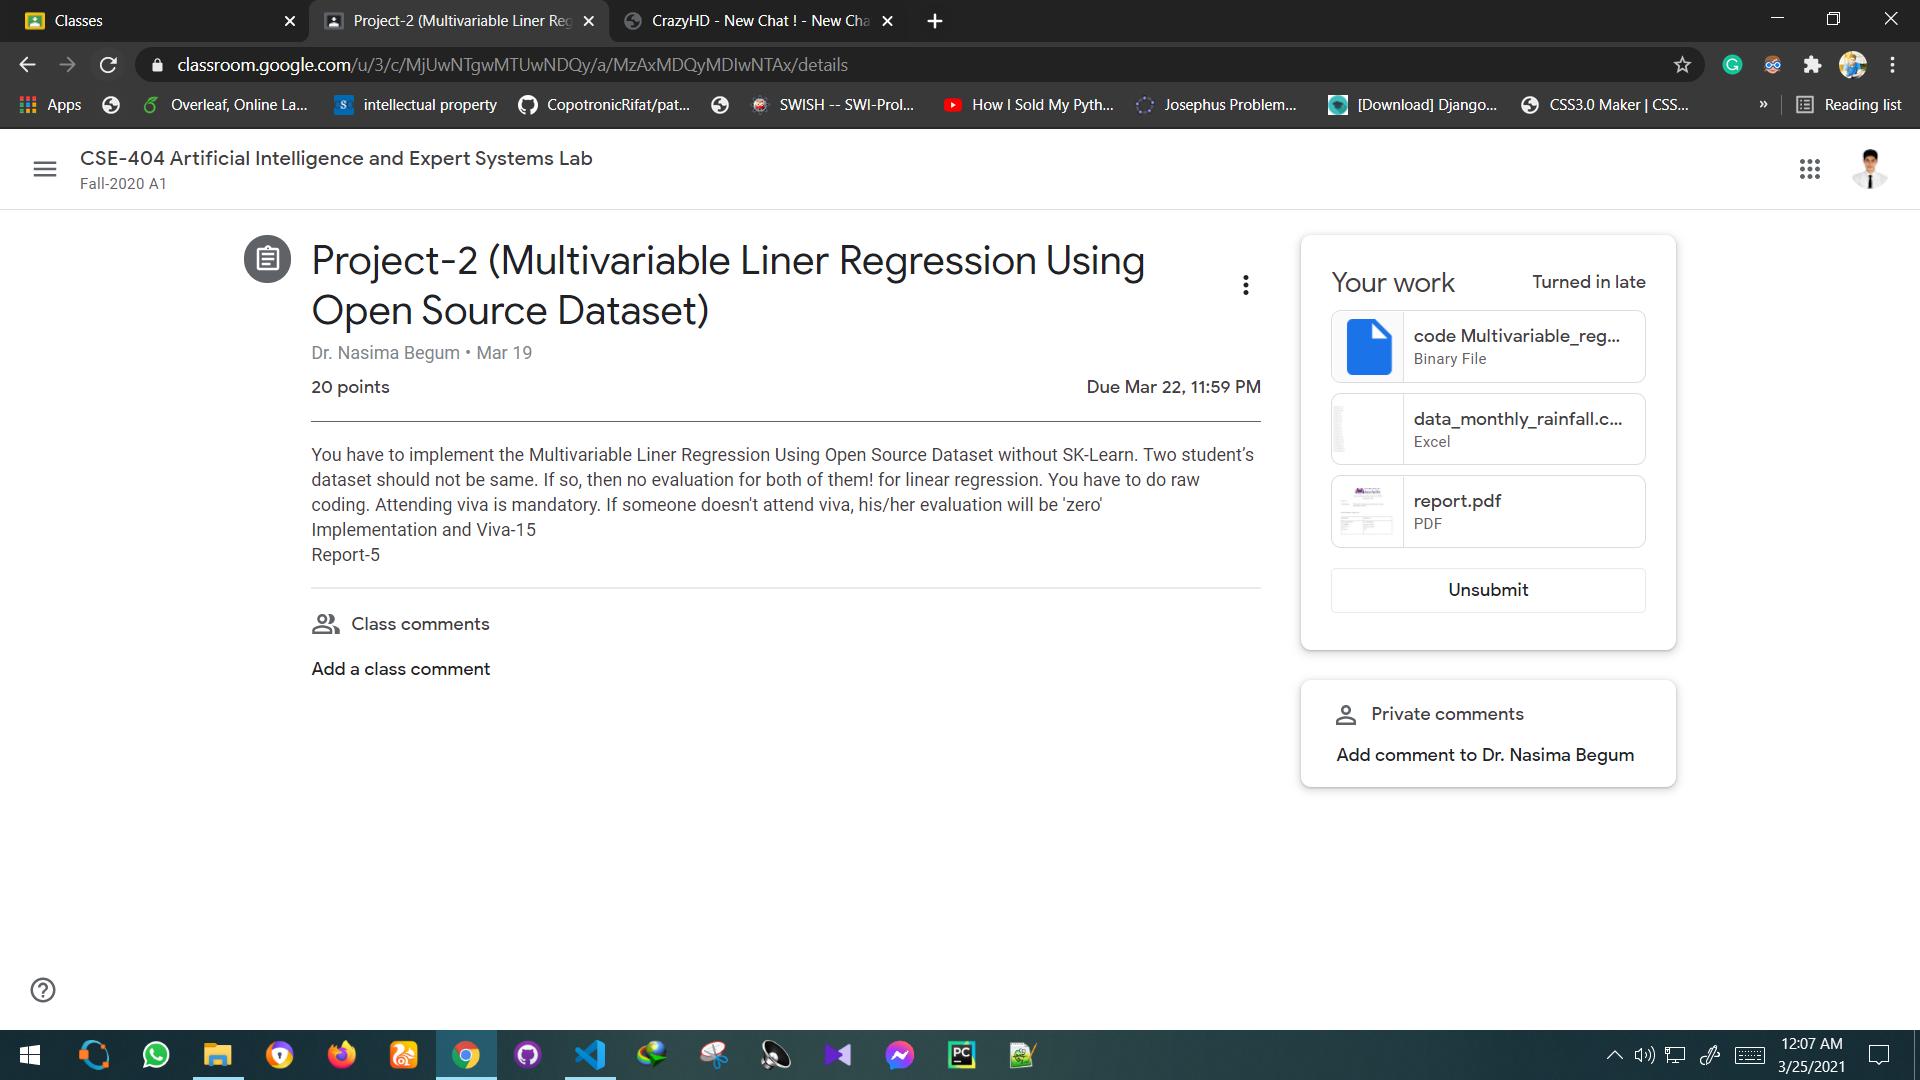 Classes
Project-2 (Multivariable Liner Reg
CrazyHD - New Chat ! - New Cha
classroom.google.com/u/3/c/MjUwNTgwMTUwNDQy/a/MzAxMDQyMDIwNTAx/details
Apps
Overleaf, Online La...
intellectual property
CopotronicRifat/pat...
SWISH -- SWI-Prol...
How I Sold My Pyth...
Josephus Problem...
[Download] Django...
CSS3.0 Maker | CSS...
»
Reading list
CSE-404 Artificial Intelligence and Expert Systems Lab
Fall-2020 A1
Project-2 (Multivariable Liner Regression Using
Open Source Dataset)
Dr. Nasima Begum • Mar 19
20 points
Due Mar 22, 11:59 PM
You have to implement the Multivariable Liner Regression Using Open Source Dataset without SK-Learn. Two student’s
dataset should not be same. If so, then no evaluation for both of them! for linear regression. You have to do raw
coding. Attending viva is mandatory. If someone doesn't attend viva, his/her evaluation will be 'zero'
Implementation and Viva-15
Report-5
Class comments
Add a class comment
Your work
Turned in late
code Multivariable_reg...
Binary File
data_monthly_rainfall.c...
Excel
report.pdf
PDF
Unsubmit
Private comments
Add comment to Dr. Nasima Begum
12:07 AM
3/25/2021